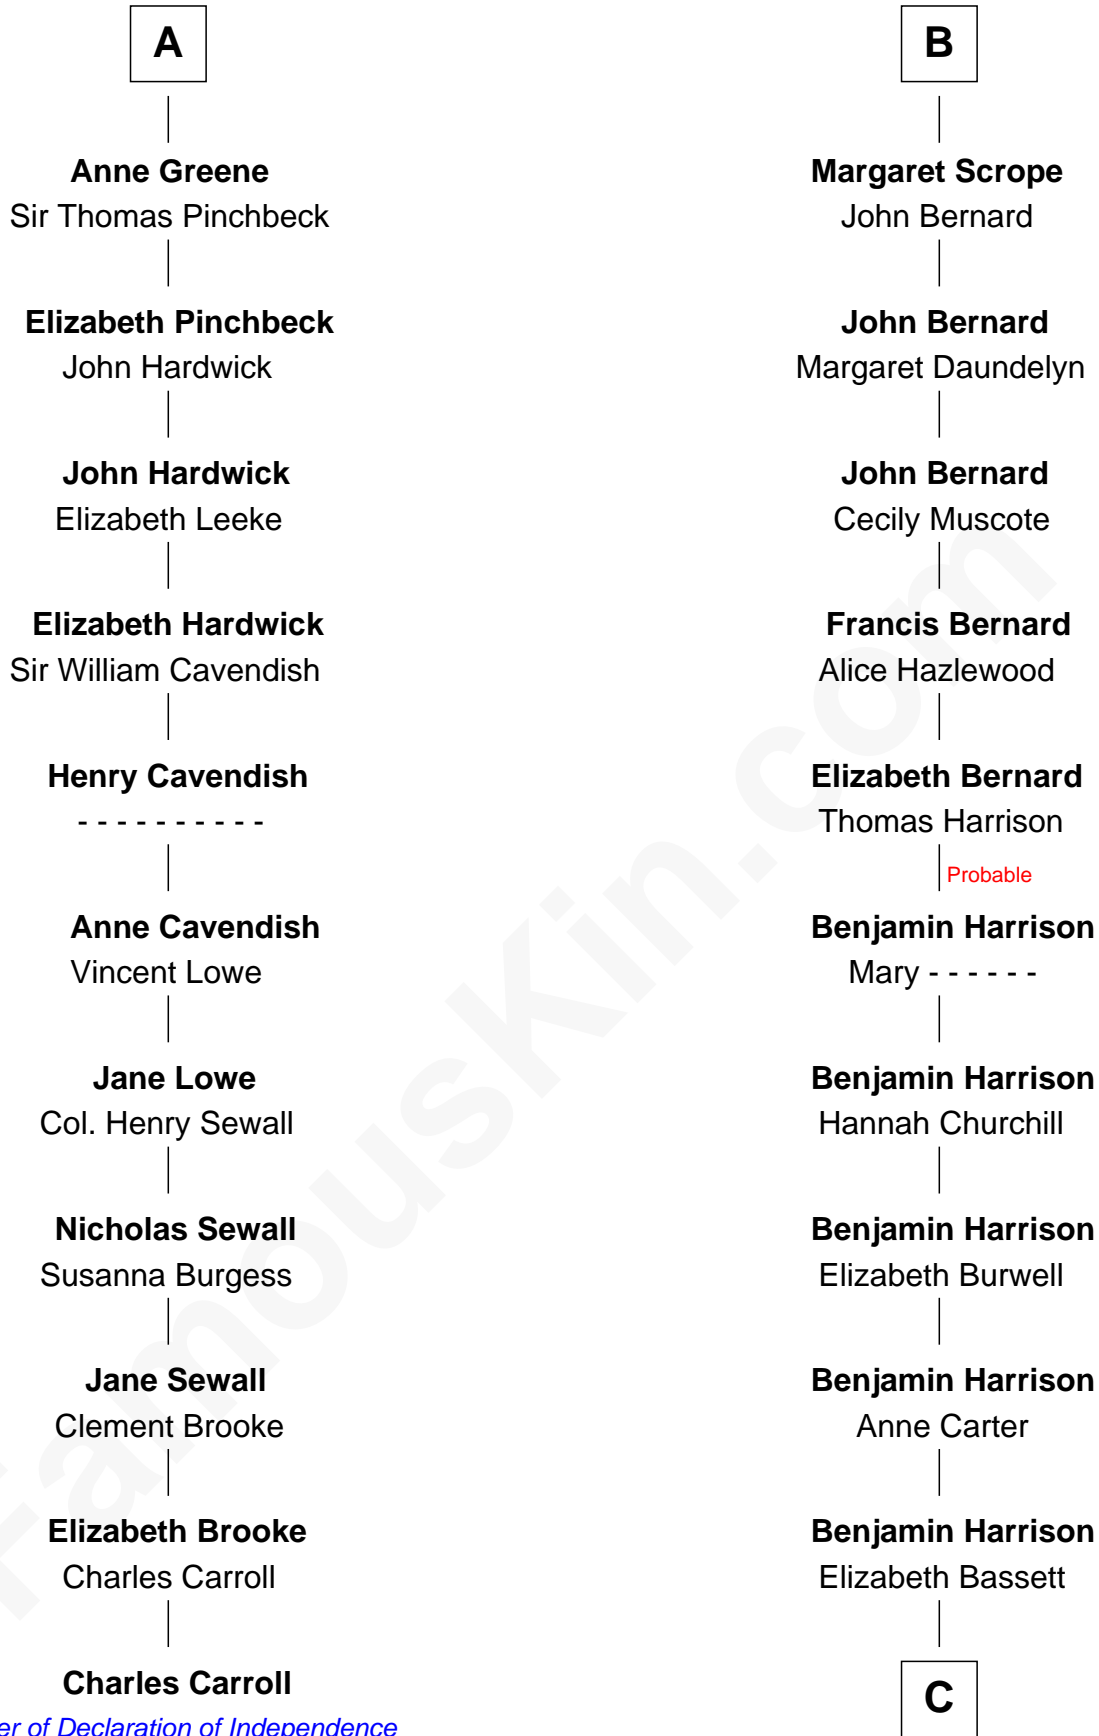 A
Anne Greene
Sir Thomas Pinchbeck
Elizabeth Pinchbeck
John Hardwick
John Hardwick
Elizabeth Leeke
Elizabeth Hardwick
Sir William Cavendish
Henry Cavendish
- - - - - - - - - -
Anne Cavendish
Vincent Lowe
Jane Lowe
Col. Henry Sewall
Nicholas Sewall
Susanna Burgess
Jane Sewall
Clement Brooke
Elizabeth Brooke
Charles Carroll
Charles Carroll
of Declaration of Independence
B
Margaret Scrope
John Bernard
John Bernard
Margaret Daundelyn
John Bernard
Cecily Muscote
Francis Bernard
Alice Hazlewood
Elizabeth Bernard
Thomas Harrison
Probable
Benjamin Harrison
Mary - - - - - -
Benjamin Harrison
Hannah Churchill
Benjamin Harrison
Elizabeth Burwell
Benjamin Harrison
Anne Carter
Benjamin Harrison
Elizabeth Bassett
C
FamousKin.com